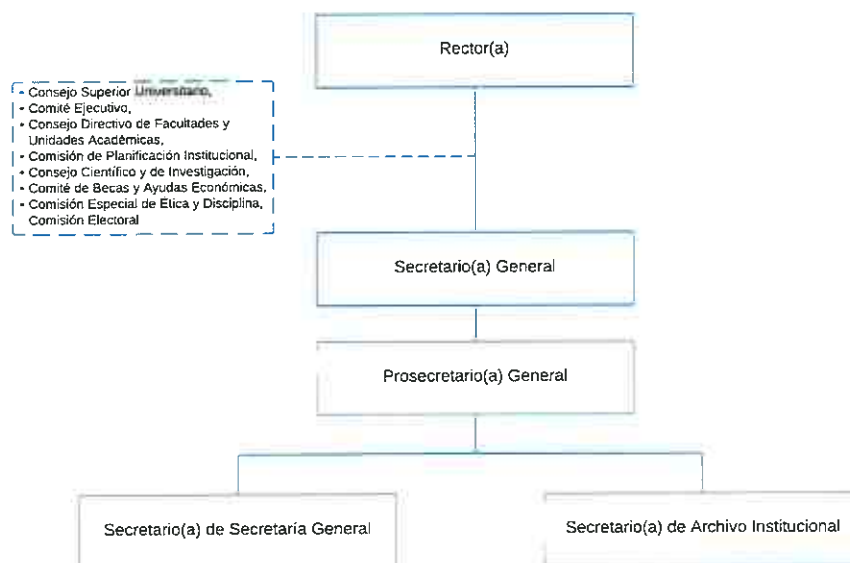 Rector(a)
• Consejo Superior Universitario,
• Comité Ejecutivo,
• Consejo Directivo de Facultades y
Unidades Académicas,
• Comisión de Planificación Institucional,
• Consejo Científico y de Investigación,
• Comité de Becas y Ayudas Económicas,
• Comisión Especial de Ética y Disciplina,
Comisión Electoral
Secretario(a) General
Prosecretario(a) General
Secretario(a) de Secretaría General
Secretario(a) de Archivo Institucional